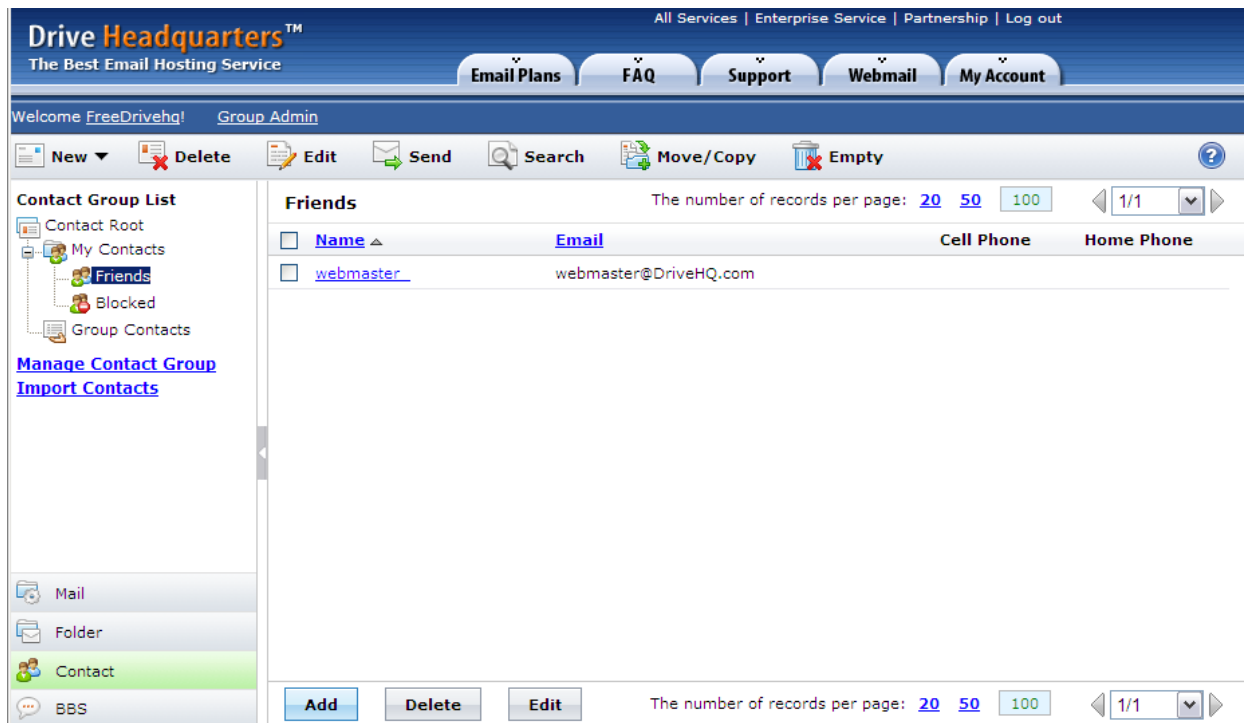 All Services | Enterprise Service | Partnership | Log out
Drive Headquarters™
The Best Email Hosting Service
Email Plans FAQ Support Webmail My Account
Welcome FreeDrivehq! Group Admin
New Delete Edit Send Search Move/Copy Empty ?
Contact Group List
Contact Root
My Contacts
Friends
Blocked
Group Contacts
Manage Contact Group
Import Contacts
Friends The number of records per page: 20 50 100 1/1
Name Email Cell Phone Home Phone
webmaster webmaster@DriveHQ.com
Mail
Folder
Contact
BBS
Add Delete Edit The number of records per page: 20 50 100 1/1